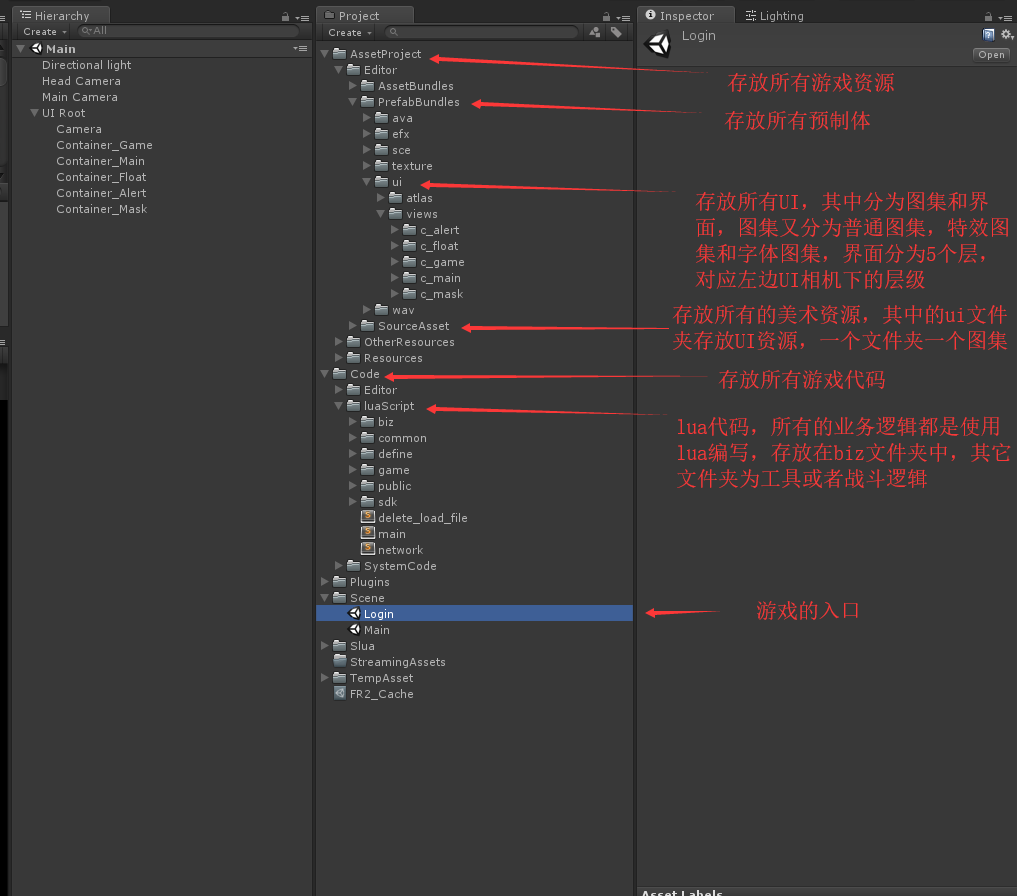 Hierarchy
Create
All
Main
Directional light
Head Camera
Main Camera
UI Root
Camera
Container_Game
Container_Main
Container_Float
Container_Alert
Container_Mask
Project
Create
AssetProject
Editor
AssetBundles
PrefabBundles
ava
efx
sce
texture
ui
atlas
views
c_alert
c_float
c_game
c_main
c_mask
wav
SourceAsset
OtherResources
Resources
Code
Editor
luaScript
biz
common
define
game
public
sdk
delete_load_file
main
network
SystemCode
Plugins
Scene
Login
Main
Slua
StreamingAssets
TempAsset
FR2_Cache
Inspector
Lighting
Login
Open
存放所有游戏资源
存放所有预制体
存放所有UI，其中分为图集和界
面，图集又分为普通图集，特效图
集和字体图集，界面分为5个层，
对应左边UI相机下的层级
存放所有的美术资源，其中的ui文件
夹存放UI资源，一个文件夹一个图集
存放所有游戏代码
lua代码，所有的业务逻辑都是使用
lua编写，存放在biz文件夹中，其它
文件夹为工具或者战斗逻辑
游戏的入口
Asset Labels